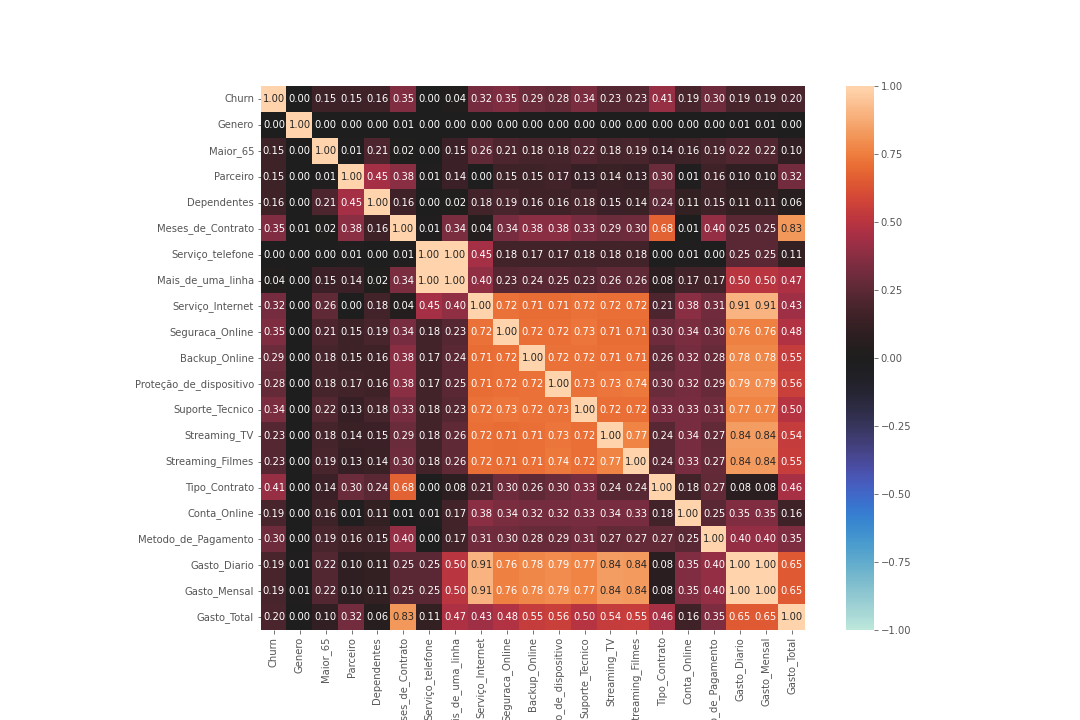 Churn 1.00 0.00 0.15 0.15 0.16 0.35 0.00 0.04 0.32 0.35 0.29 0.28 0.34 0.23 0.23 0.41 0.19 0.30 0.19 0.19 0.20
Genero 0.00 1.00 0.00 0.00 0.00 0.01 0.00 0.00 0.00 0.00 0.00 0.00 0.00 0.00 0.00 0.00 0.00 0.00 0.01 0.01 0.00
Maior_65 0.15 0.00 1.00 0.01 0.21 0.02 0.00 0.15 0.26 0.21 0.18 0.18 0.22 0.18 0.19 0.14 0.16 0.19 0.22 0.22 0.10
Parceiro 0.15 0.00 0.01 1.00 0.45 0.38 0.01 0.14 0.00 0.15 0.15 0.17 0.13 0.14 0.13 0.30 0.01 0.16 0.10 0.10 0.32
Dependentes 0.16 0.00 0.21 0.45 1.00 0.16 0.00 0.02 0.18 0.19 0.16 0.16 0.18 0.15 0.14 0.24 0.11 0.15 0.11 0.11 0.06
Meses_de_Contrato 0.35 0.01 0.02 0.38 0.16 1.00 0.01 0.34 0.04 0.34 0.38 0.38 0.33 0.29 0.30 0.68 0.01 0.40 0.25 0.25 0.83
Serviço_telefone 0.00 0.00 0.00 0.01 0.00 0.01 1.00 1.00 0.45 0.18 0.17 0.17 0.18 0.18 0.18 0.00 0.01 0.00 0.25 0.25 0.11
Mais_de_uma_linha 0.04 0.00 0.15 0.14 0.02 0.34 1.00 1.00 0.40 0.23 0.24 0.25 0.23 0.26 0.26 0.08 0.17 0.17 0.50 0.50 0.47
Serviço_Internet 0.32 0.00 0.26 0.00 0.18 0.04 0.45 0.40 1.00 0.72 0.71 0.71 0.72 0.72 0.72 0.21 0.38 0.31 0.91 0.91 0.43
Seguraca_Online 0.35 0.00 0.21 0.15 0.19 0.34 0.18 0.23 0.72 1.00 0.72 0.72 0.73 0.71 0.71 0.30 0.34 0.30 0.76 0.76 0.48
Backup_Online 0.29 0.00 0.18 0.15 0.16 0.38 0.17 0.24 0.71 0.72 1.00 0.72 0.72 0.71 0.71 0.26 0.32 0.28 0.78 0.78 0.55
Proteção_de_dispositivo 0.28 0.00 0.18 0.17 0.16 0.38 0.17 0.25 0.71 0.72 0.72 1.00 0.73 0.73 0.74 0.30 0.32 0.29 0.79 0.79 0.56
Suporte_Tecnico 0.34 0.00 0.22 0.13 0.18 0.33 0.18 0.23 0.72 0.73 0.72 0.73 1.00 0.72 0.72 0.33 0.33 0.31 0.77 0.77 0.50
Streaming_TV 0.23 0.00 0.18 0.14 0.15 0.29 0.18 0.26 0.72 0.71 0.71 0.73 0.72 1.00 0.77 0.24 0.34 0.27 0.84 0.84 0.54
Streaming_Filmes 0.23 0.00 0.19 0.13 0.14 0.30 0.18 0.26 0.72 0.71 0.71 0.74 0.72 0.77 1.00 0.24 0.33 0.27 0.84 0.84 0.55
Tipo_Contrato 0.41 0.00 0.14 0.30 0.24 0.68 0.00 0.08 0.21 0.30 0.26 0.30 0.33 0.24 0.24 1.00 0.18 0.27 0.08 0.08 0.46
Conta_Online 0.19 0.00 0.16 0.01 0.11 0.01 0.01 0.17 0.38 0.34 0.32 0.32 0.33 0.34 0.33 0.18 1.00 0.25 0.35 0.35 0.16
Metodo_de_Pagamento 0.30 0.00 0.19 0.16 0.15 0.40 0.00 0.17 0.31 0.30 0.28 0.29 0.31 0.27 0.27 0.27 0.25 1.00 0.40 0.40 0.35
Gasto_Diario 0.19 0.01 0.22 0.10 0.11 0.25 0.25 0.50 0.91 0.76 0.78 0.79 0.77 0.84 0.84 0.08 0.35 0.40 1.00 1.00 0.65
Gasto_Mensal 0.19 0.01 0.22 0.10 0.11 0.25 0.25 0.50 0.91 0.76 0.78 0.79 0.77 0.84 0.84 0.08 0.35 0.40 1.00 1.00 0.65
Gasto_Total 0.20 0.00 0.10 0.32 0.06 0.83 0.11 0.47 0.43 0.48 0.55 0.56 0.50 0.54 0.55 0.46 0.16 0.35 0.65 0.65 1.00
Churn
Genero
Maior_65
Parceiro
Dependentes
ses_de_Contrato
Serviço_telefone
is_de_uma_linha
Serviço_Internet
Seguraca_Online
Backup_Online
o_de_dispositivo
Suporte_Tecnico
Streaming_TV
treaming_Filmes
Tipo_Contrato
Conta_Online
o_de_Pagamento
Gasto_Diario
Gasto_Mensal
Gasto_Total
1.00
0.75
0.50
0.25
0.00
−0.25
−0.50
−0.75
−1.00